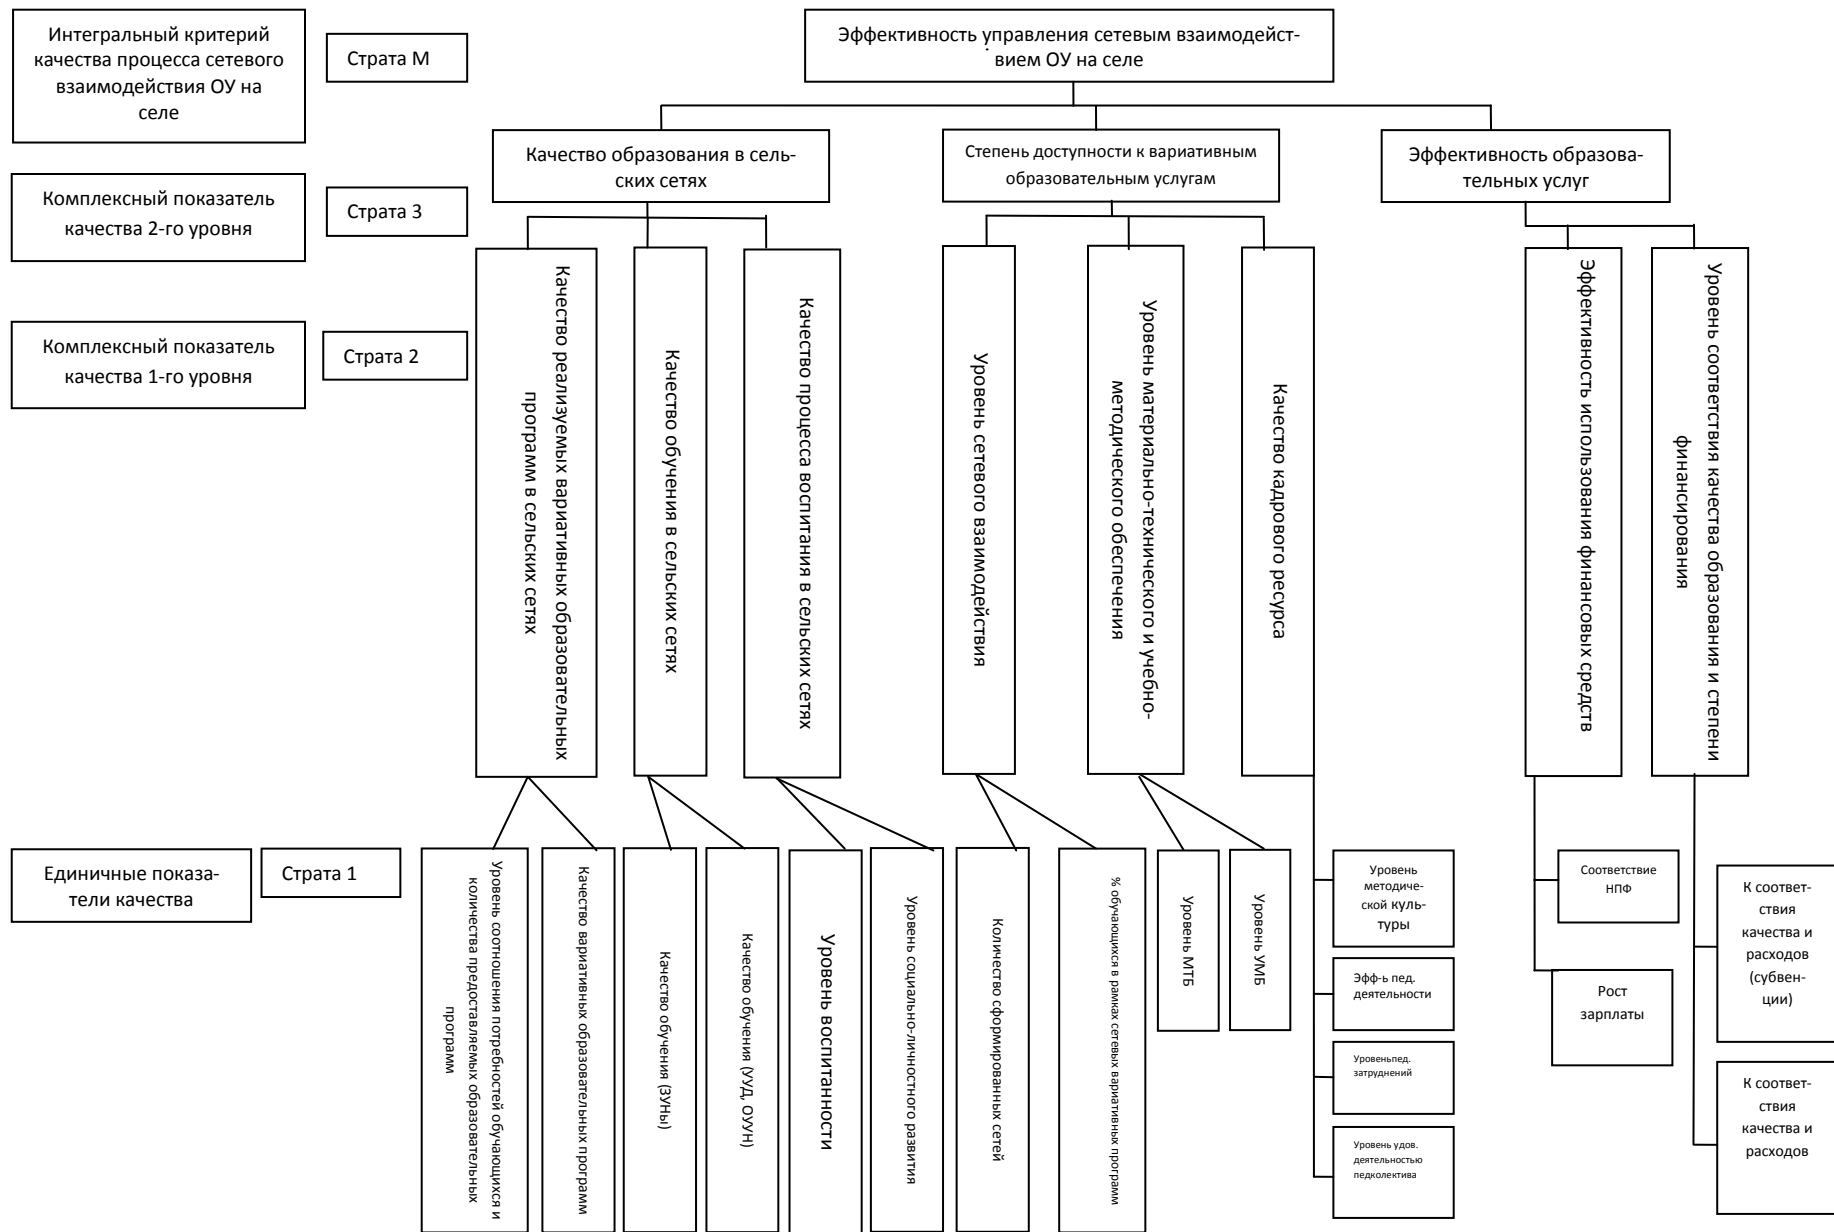 Интегральный критерий
качества процесса сетевого
взаимодействия ОУ на
селе
Страта М
Эффективность управления сетевым взаимодейст-
вием ОУ на селе
Качество образования в сель-
ских сетях
Степень доступности к вариативным
образовательным услугам
Эффективность образова-
тельных услуг
Комплексный показатель
качества 2-го уровня
Страта 3
Комплексный показатель
качества 1-го уровня
Страта 2
Качество реализуемых вариативных образовательных
программ в сельских сетях
Качество обучения в сельских сетях
Качество процесса воспитания в сельских сетях
Уровень сетевого взаимодействия
Уровень материально-технического и учебно-
методического обеспечения
Качество кадрового ресурса
Эффективность использования финансовых средств
Уровень соответствия качества образования и степени
финансирования
Единичные показа-
тели качества
Страта 1
Уровень соотношения потребностей обучающихся и
количества предоставляемых образовательных
программ
Качество вариативных образовательных программ
Качество обучения (ЗУНы)
Качество обучения (УУД, ОУУН)
Уровень воспитанности
Уровень социально-личностного развития
Количество сформированных сетей
% обучающихся в рамках сетевых вариативных программ
Уровень МТБ
Уровень УМБ
Уровень
методиче-
ской куль-
туры
Эфф-ь пед.
деятельности
Уровеньпед.
затруднений
Уровень удов.
деятельностью
педколектива
Соответствие
НПФ
Рост
зарплаты
К соответ-
ствия
качества и
расходов
(субвен-
ции)
К соответ-
ствия
качества и
расходов